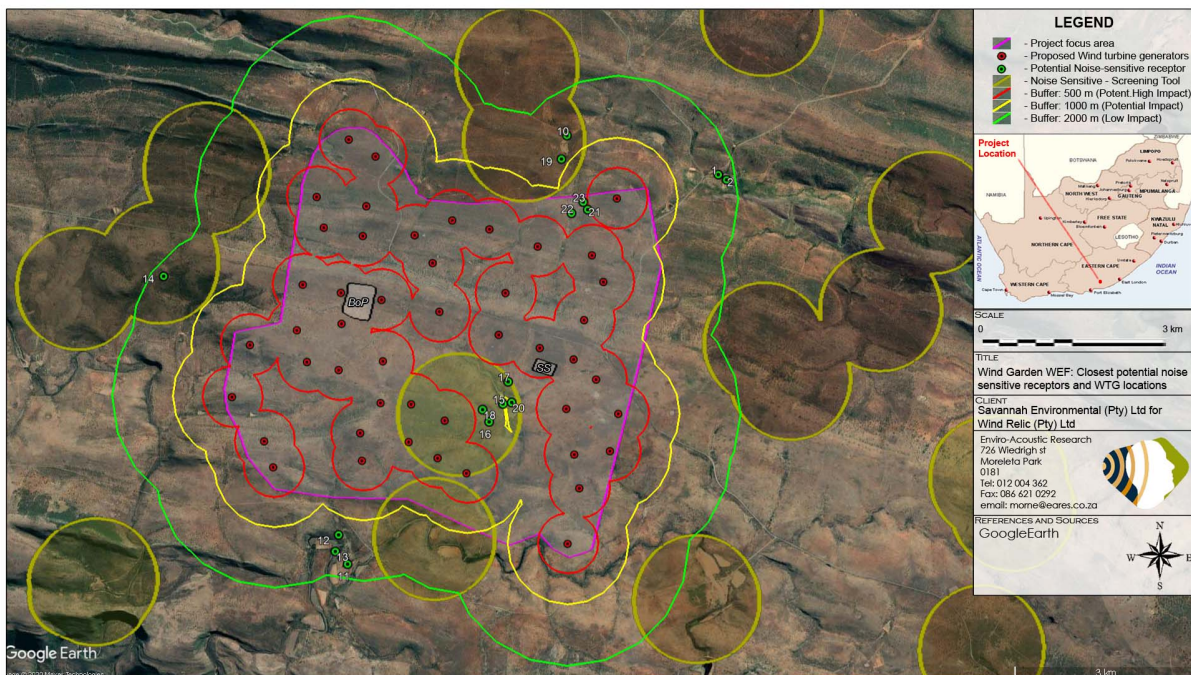 LEGEND
- Project focus area
- Proposed Wind turbine generators
- Potential Noise-sensitive receptor
- Noise Sensitive - Screening Tool
- Buffer: 500 m (Potent.High Impact)
- Buffer: 1000 m (Potential Impact)
- Buffer: 2000 m (Low Impact)
Project
Location
ZIMBABWE
LIMPOPO
BOTSWANA
NAMIBIA
NORTH WEST
GAUTENG
MPUMALANGA
FREE STATE
KWAZULU
NATAL
LESOTHO
NORTHERN CAPE
EASTERN CAPE
WESTERN CAPE
ATLANTIC OCEAN
INDIAN
OCEAN
Cape Town
Mossel Bay
Port Elizabeth
East London
Durban
SCALE
0
3 km
TITLE
Wind Garden WEF: Closest potential noise
sensitive receptors and WTG locations
CLIENT
Savannah Environmental (Pty) Ltd for
Wind Relic (Pty) Ltd
Enviro-Acoustic Research
726 Wiedrigh st
Moreleta Park
0181
Tel: 012 004 362
Fax: 086 621 0292
email: morne@eares.co.za
REFERENCES AND SOURCES
GoogleEarth
N
W E
S
10
19
1
2
23
22
21
14
BoP
SS
17
15
20
18
16
12
13
11
Google Earth
3 km